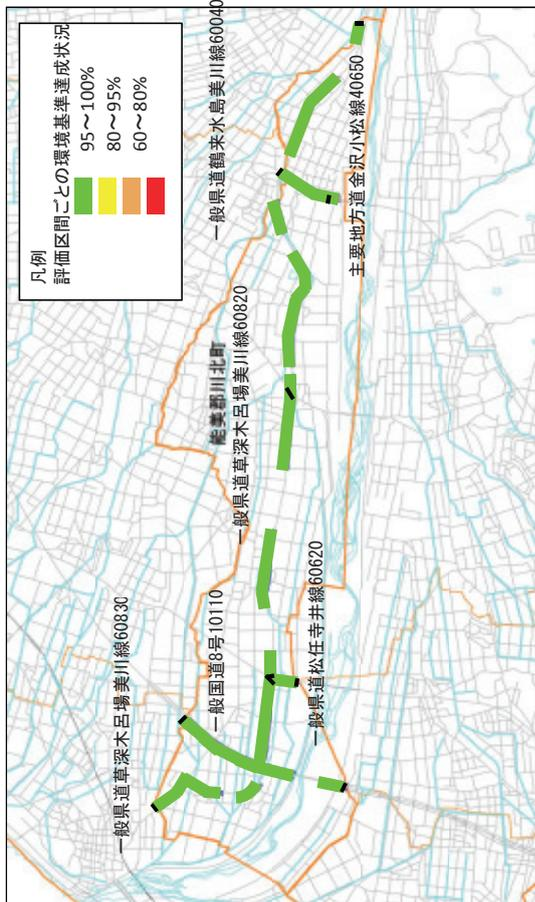 凡例
評価区間ごとの環境基準達成状況
95～100%
80～95%
60～80%
一般県道草深木呂場美川線60830
一般国道8号10110
一般県道松任寺井線60620
能美郡川北町
一般県道草深木呂場美川線60820
一般県道鶴来水島美川線60040
主要地方道金沢小松線40650